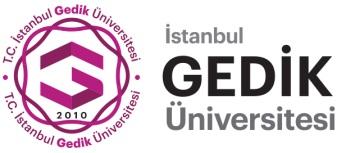 T.C. İstanbul Gedik Üniversitesi
T.C. İstanbul Gedik Üniversitesi
G
2010
İstanbul
GEDİK
Üniversitesi